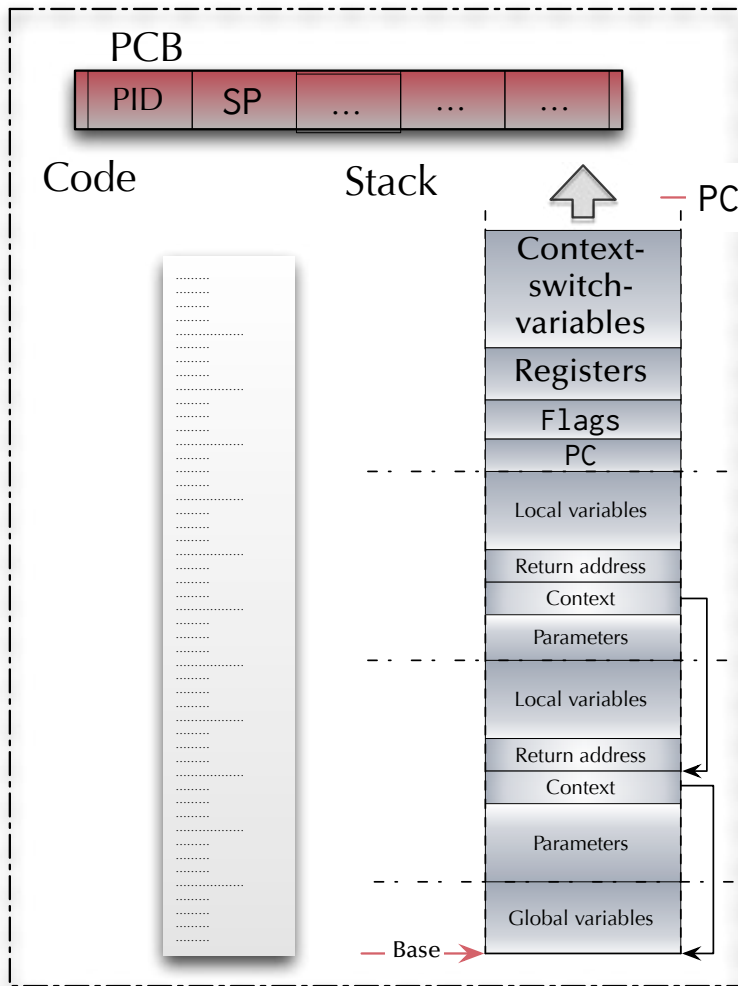 PCB
PID SP ... ... ...
Code
Stack
PC
Context-
switch-
variables
Registers
Flags
PC
Local variables
Return address
Context
Parameters
Local variables
Return address
Context
Parameters
Global variables
Base